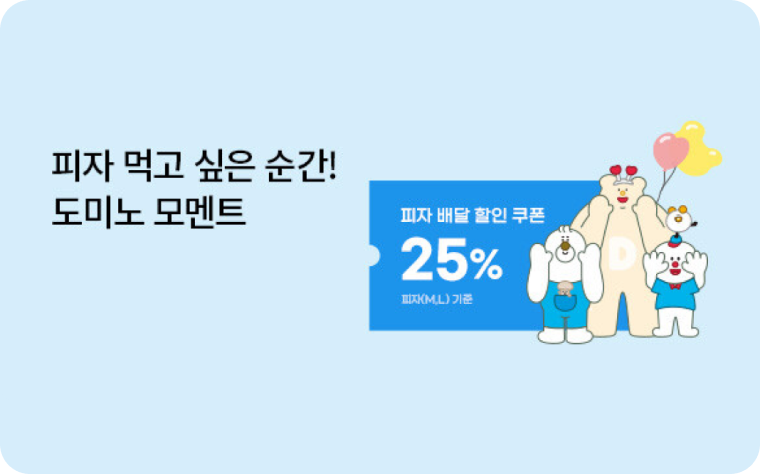 피자 먹고 싶은 순간!
도미노 모멘트
피자 배달 할인 쿠폰
25%
피자(M,L) 기준
D